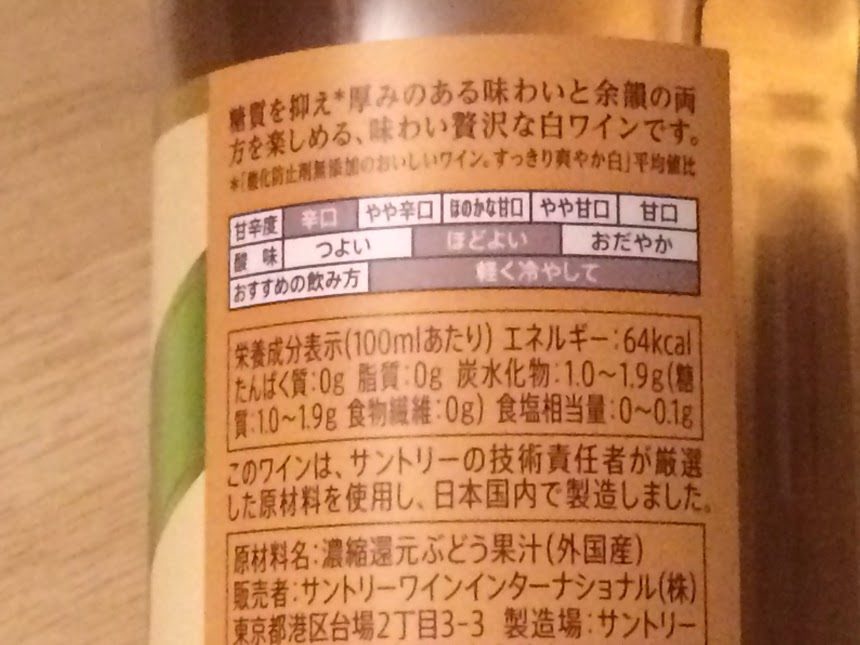 糖質を抑え*厚みのある味わいと余韻の両
方を楽しめる、味わい贅沢な白ワインです。
*「酸化防止剤無添加のおいしいワイン。すっきり爽やか白」平均値比
甘辛度 辛口 やや辛口 ほのかな甘口 やや甘口 甘口
酸味 つよい ほどよい おだやか
おすすめの飲み方 軽く冷やして
栄養成分表示(100mlあたり) エネルギー:64kcal
たんぱく質:0g 脂質:0g 炭水化物:1.0〜1.9g(糖
質:1.0〜1.9g 食物繊維:0g) 食塩相当量:0〜0.1g
このワインは、サントリーの技術責任者が厳選
した原材料を使用し、日本国内で製造しました。
原材料名:濃縮還元ぶどう果汁(外国産)
販売者:サントリーワインインターナショナル(株)
東京都港区台場2丁目3-3 製造場:サントリー